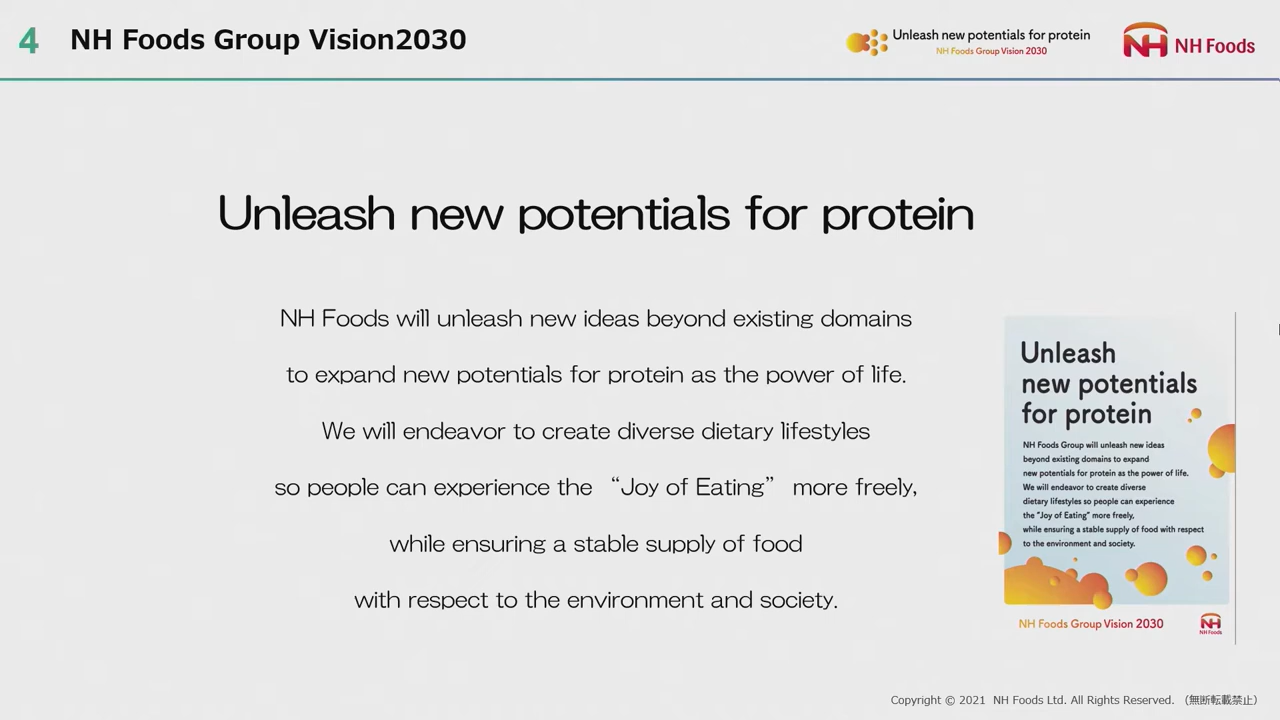 4 NH Foods Group Vision2030
Unleash new potentials for protein
NH Foods Group Vision 2030
NH Foods
Unleash new potentials for protein
NH Foods will unleash new ideas beyond existing domains
to expand new potentials for protein as the power of life.
We will endeavor to create diverse dietary lifestyles
so people can experience the “Joy of Eating” more freely,
while ensuring a stable supply of food
with respect to the environment and society.
Unleash
new potentials
for protein
NH Foods Group will unleash new ideas
beyond existing domains to expand
new potentials for protein as the power of life.
We will endeavor to create diverse
dietary lifestyles so people can experience
the “Joy of Eating” more freely,
while ensuring a stable supply of food with respect
to the environment and society.
NH Foods Group Vision 2030
NH Foods
Copyright © 2021 NH Foods Ltd. All Rights Reserved. (無断転載禁止)